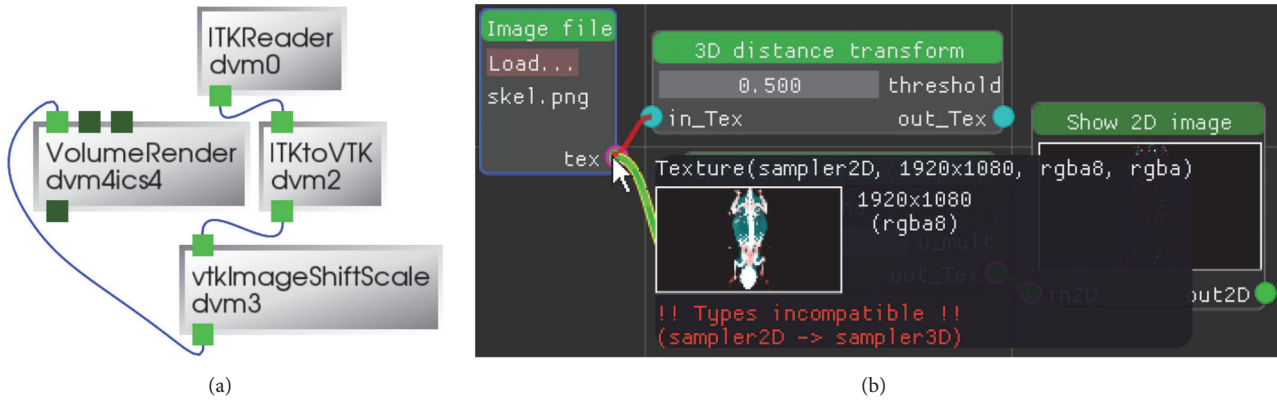 ITKReader
dvm0
VolumeRender
dvm4ics4
ITKtoVTK
dvm2
vtkImageShiftScale
dvm3
(a)
Image file
Load...
skel.png
tex
3D distance transform
0.500 threshold
in_Tex out_Tex
Show 2D image
Texture(sampler2D, 1920x1080, rgba8, rgba)
1920x1080
(rgba8)
u_mult
out_Tex
in2D out2D
!! Types incompatible !!
(sampler2D -> sampler3D)
(b)